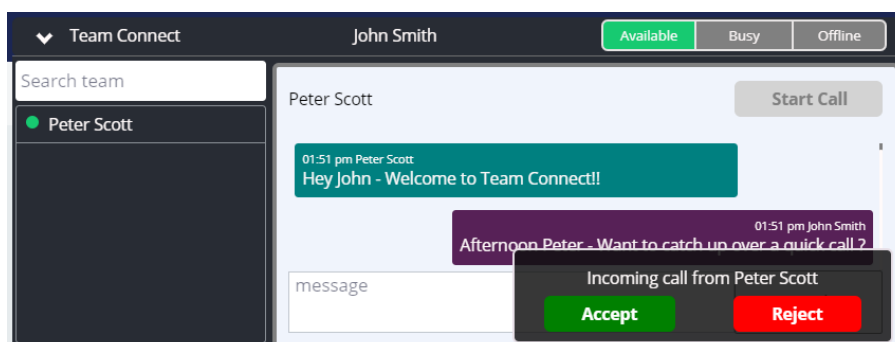 Team Connect
John Smith
Available
Busy
Offline
Search team
Peter Scott
Peter Scott
Start Call
01:51 pm Peter Scott
Hey John - Welcome to Team Connect!!
01:51 pm John Smith
Afternoon Peter - Want to catch up over a quick call ?
message
Incoming call from Peter Scott
Accept
Reject